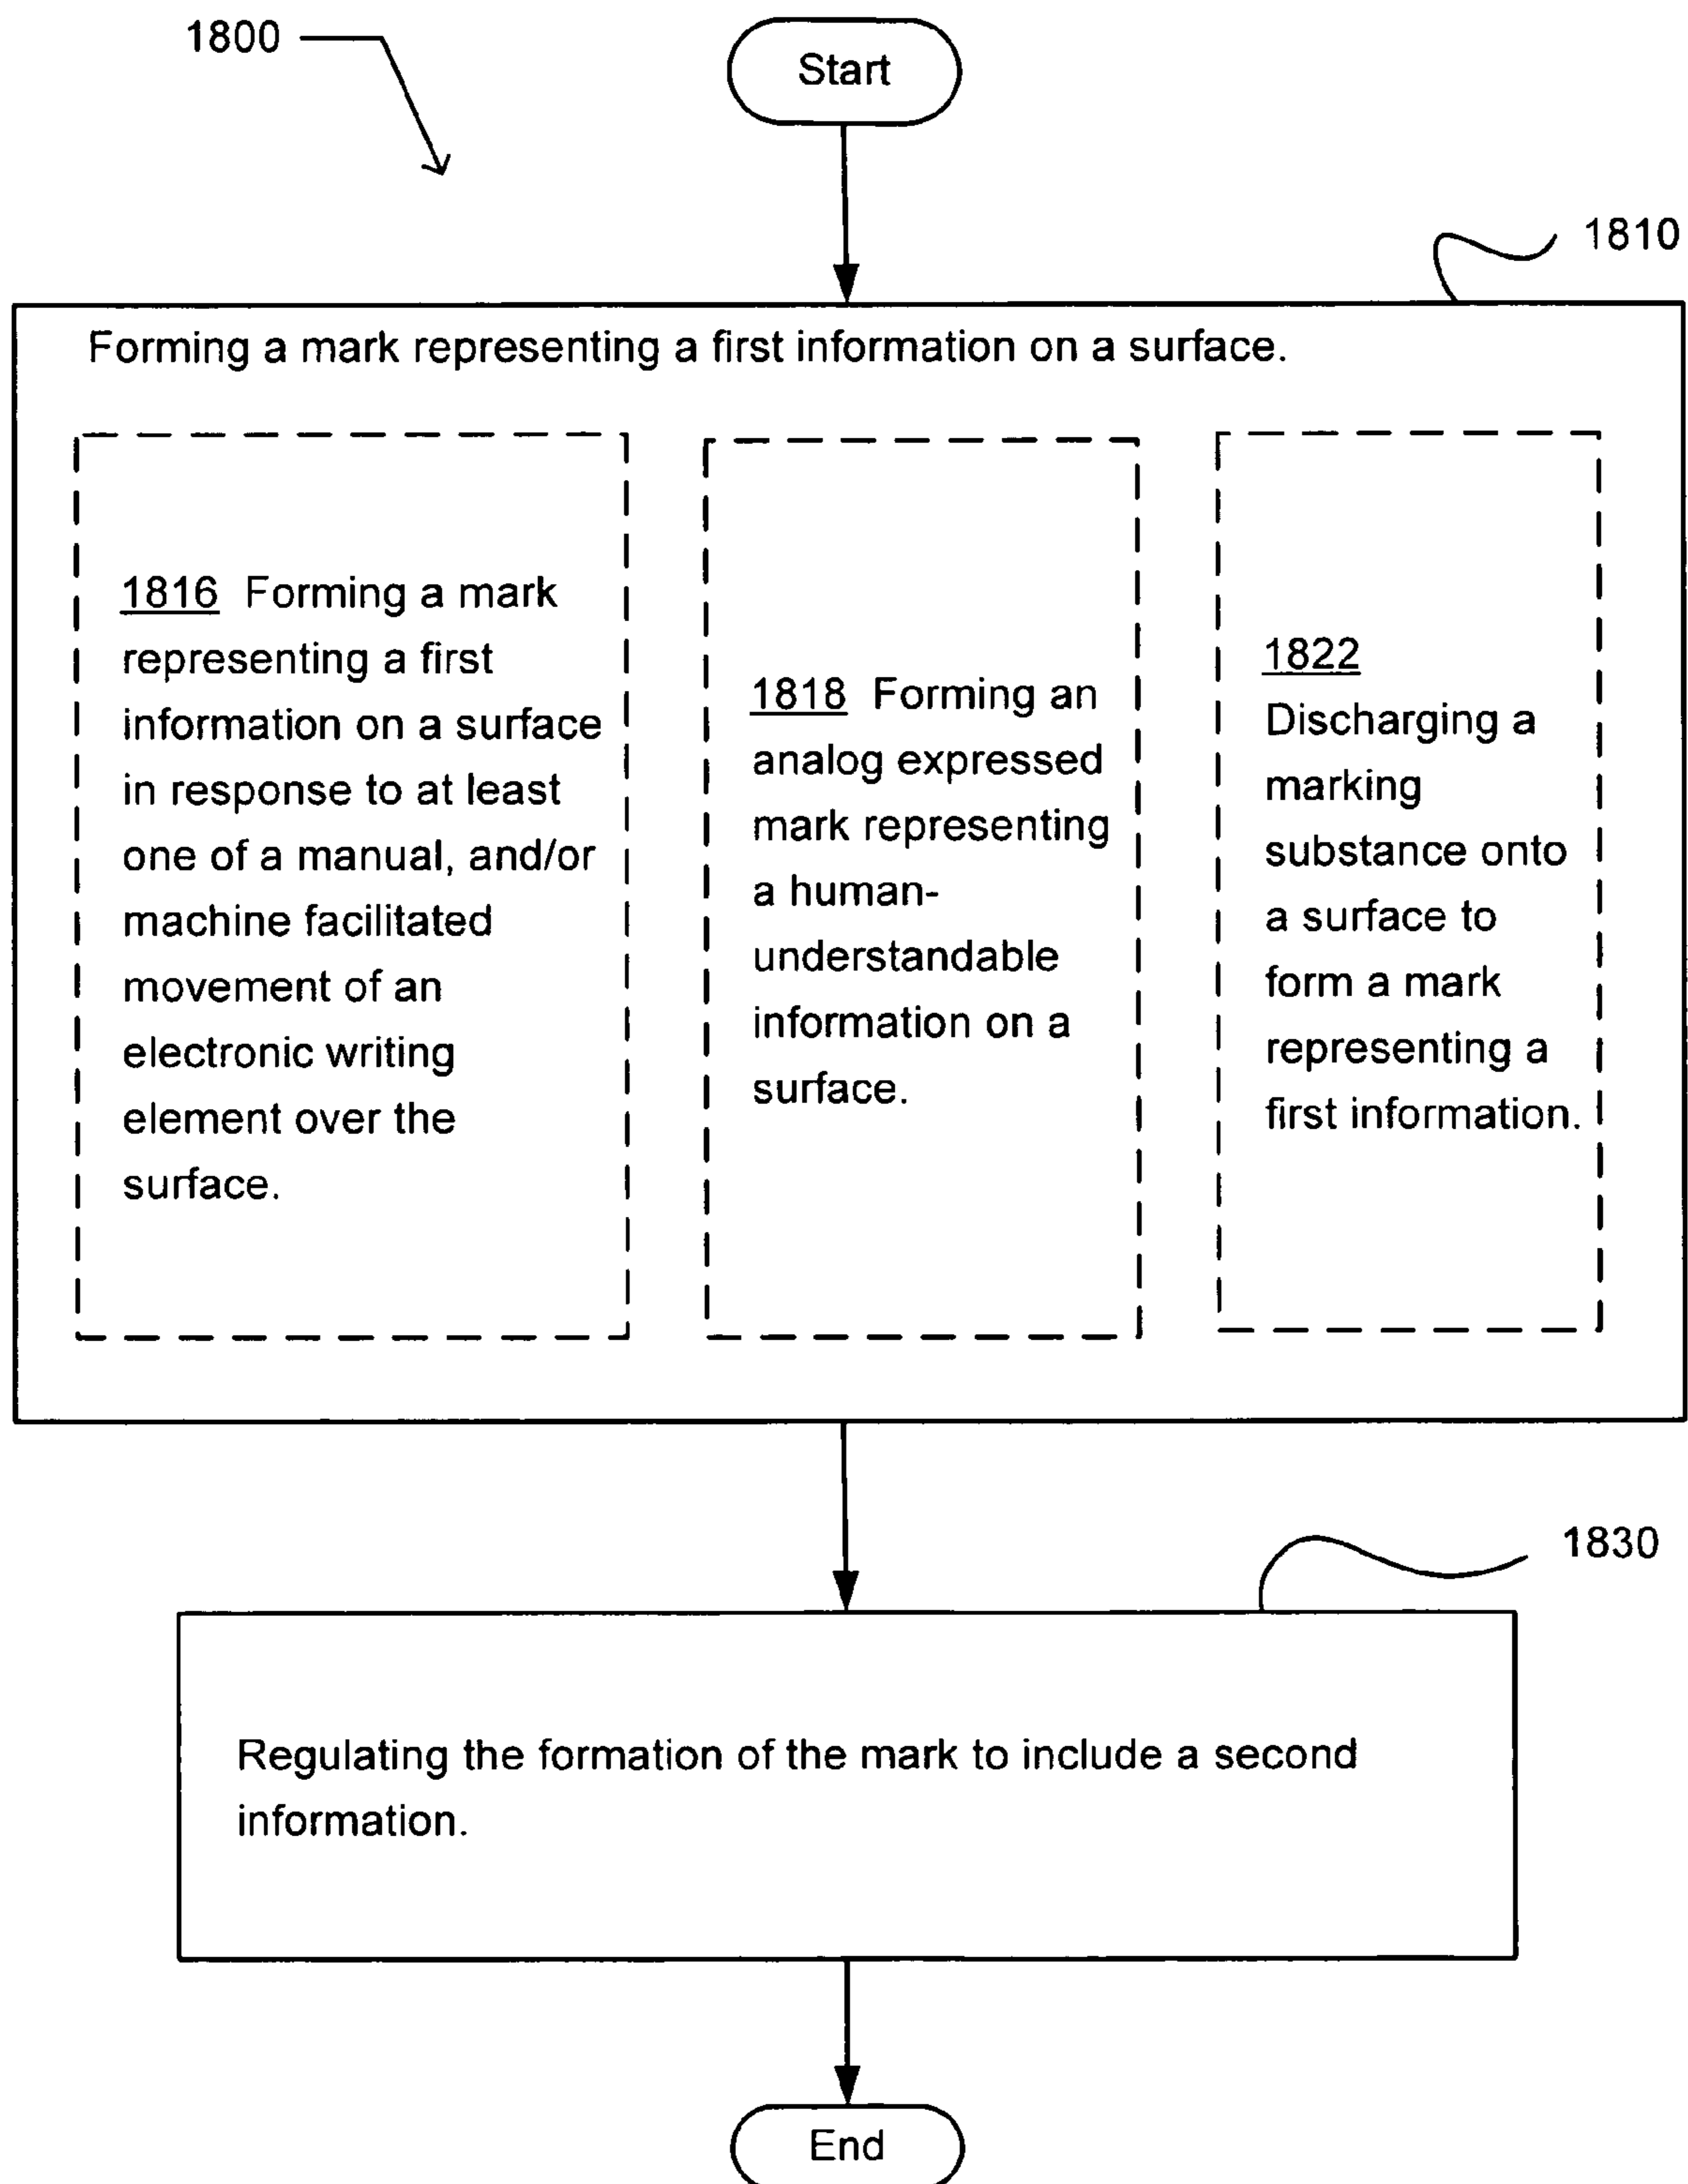 1800
Start
1810
Forming a mark representing a first information on a surface.
1816 Forming a mark
representing a first
information on a surface
in response to at least
one of a manual, and/or
machine facilitated
movement of an
electronic writing
element over the
surface.
1818 Forming an
analog expressed
mark representing
a human-
understandable
information on a
surface.
1822
Discharging a
marking
substance onto
a surface to
form a mark
representing a
first information.
1830
Regulating the formation of the mark to include a second
information.
End